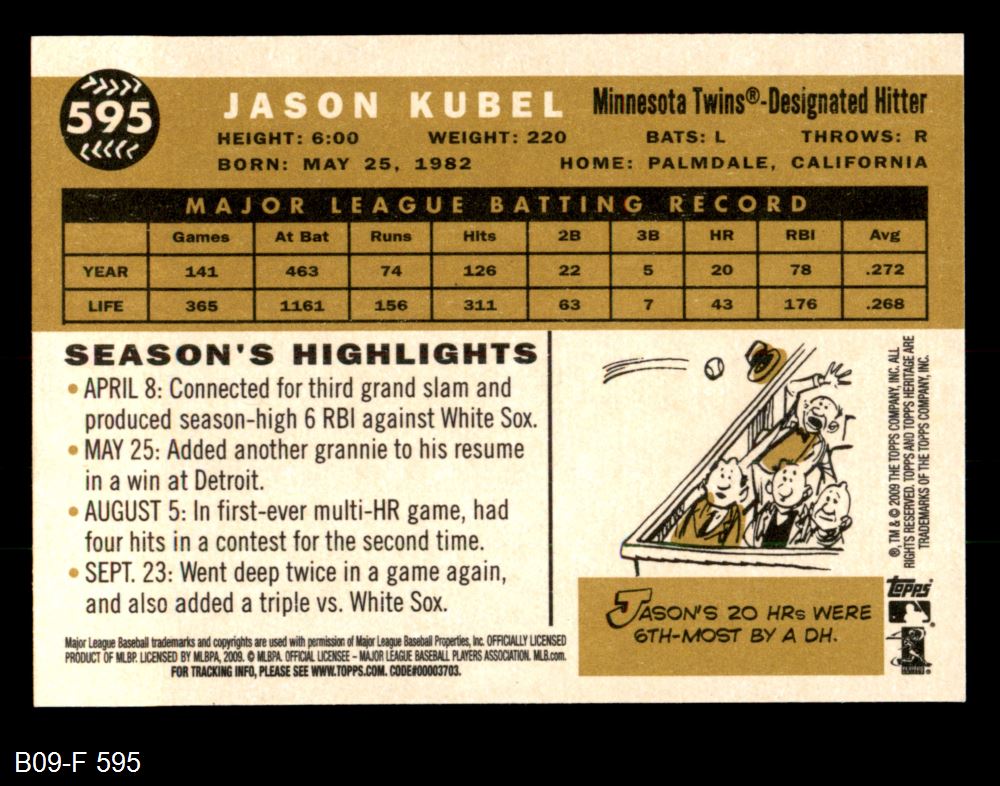 595
JASON KUBEL
Minnesota Twins®-Designated Hitter
HEIGHT: 6:00 WEIGHT: 220 BATS: L THROWS: R
BORN: MAY 25, 1982 HOME: PALMDALE, CALIFORNIA
MAJOR LEAGUE BATTING RECORD
Games At Bat Runs Hits 2B 3B HR RBI Avg
YEAR 141 463 74 126 22 5 20 78 .272
LIFE 365 1161 156 311 63 7 43 176 .268
SEASON'S HIGHLIGHTS
• APRIL 8: Connected for third grand slam and
produced season-high 6 RBI against White Sox.
• MAY 25: Added another grannie to his resume
in a win at Detroit.
• AUGUST 5: In first-ever multi-HR game, had
four hits in a contest for the second time.
• SEPT. 23: Went deep twice in a game again,
and also added a triple vs. White Sox.
Major League Baseball trademarks and copyrights are used with permission of Major League Baseball Properties, Inc. OFFICIALLY LICENSED
PRODUCT OF MLBP. LICENSED BY MLBPA, 2009. © MLBPA. OFFICIAL LICENSEE – MAJOR LEAGUE BASEBALL PLAYERS ASSOCIATION. MLB.com.
FOR TRACKING INFO, PLEASE SEE WWW.TOPPS.COM. CODE#00003703.
JASON'S 20 HRs WERE
6TH-MOST BY A DH.
®, TM & © 2009 THE TOPPS COMPANY, INC. ALL
RIGHTS RESERVED. TOPPS AND TOPPS HERITAGE ARE
TRADEMARKS OF THE TOPPS COMPANY, INC.
Topps
B09-F 595